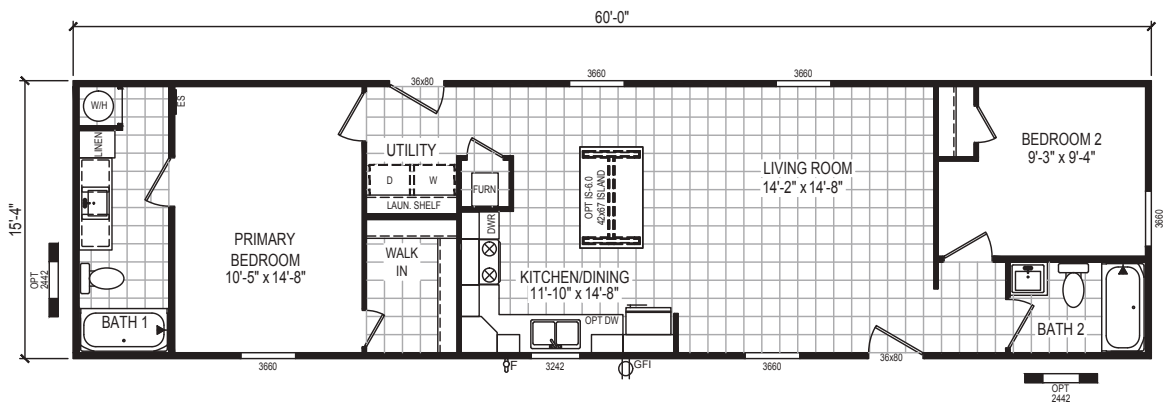 60'-0"
36x80
3660
3660
15'-4"
W/H
ES
LINEN
UTILITY
D
W
LAUN. SHELF
FURN
DWR
OPT IS-6.0
42x67 ISLAND
LIVING ROOM
14'-2" x 14'-8"
BEDROOM 2
9'-3" x 9'-4"
3660
PRIMARY
BEDROOM
10'-5" x 14'-8"
WALK
IN
KITCHEN/DINING
11'-10" x 14'-8"
OPT DW
OPT
2442
BATH 1
BATH 2
3660
F
3242
GFI
3660
36x80
OPT
2442